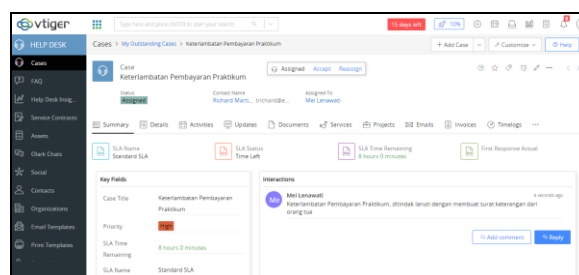 vtiger
Type here and press ENTER to start your search
15 days left
10%
HELP DESK
Cases > My Outstanding Cases > Keterlambatan Pembayaran Praktikum
+ Add Case
Customize
Help
Cases
FAQ
Help Desk Insig...
Service Contracts
Assets
Olark Chats
Social
Contacts
Organizations
Email Templates
Print Templates
Case
Keterlambatan Pembayaran Praktikum
Assigned Accept Reassign
Status
Assigned
Contact Name
Richard Marti...
Assigned To
Mei Lenawati
Summary
Details
Activities
Updates
Documents
Services
Projects
Emails
Invoices
Timelogs
SLA Name
Standard SLA
SLA Status
Time Left
SLA Time Remaining
8 hours 0 minutes
First Response Actual
Key Fields
Case Title Keterlambatan Pembayaran
Praktikum
Priority High
SLA Time
Remaining
8 hours 0 minutes
SLA Name Standard SLA
Interactions
Me
Mei Lenawati
Keterlambatan Pembayaran Praktikum, ditindak lanuti dengan membuat surat keterangan dari
orang tua
Add comment
Reply